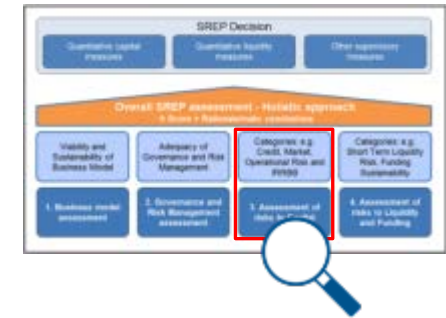 SREP Decision
Quantitative capital
measures
Quantitative liquidity
measures
Other supervisory
measures
Overall SREP assessment - Holistic approach
Viability and
Sustainability of
Business Model
Adequacy of
Governance and Risk
Management
Categories: e.g.
Credit, Market,
Operational Risk and
IRRBB
Categories: e.g.
Short Term Liquidity
Risk, Funding
Sustainability
1. Business model
assessment
2. Governance and
Risk Management
assessment
3. Assessment of
risks to Capital
4. Assessment of
risks to Liquidity
and Funding